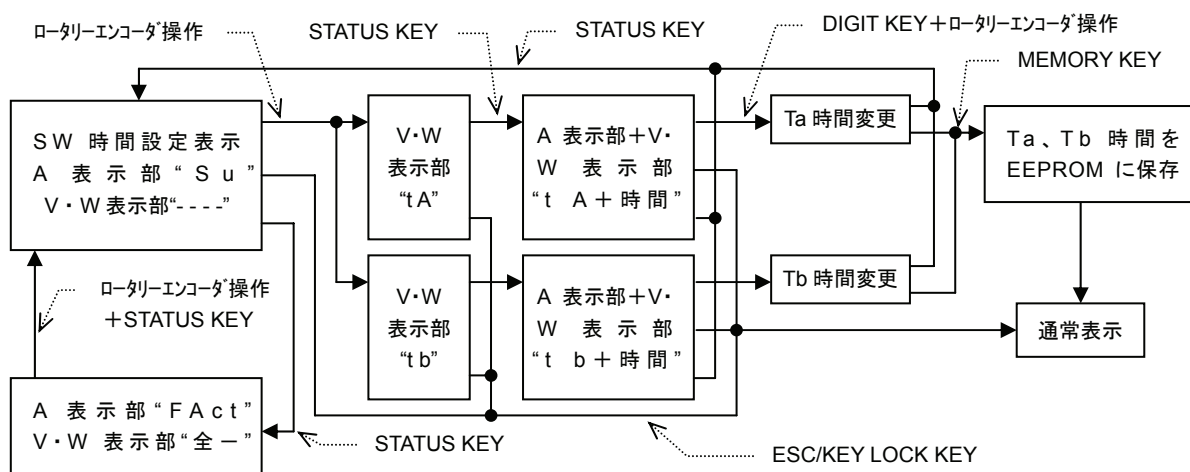 ロータリーエンコーダ操作
STATUS KEY
STATUS KEY
DIGIT KEY+ロータリーエンコーダ操作
MEMORY KEY
SW 時間設定表示
A 表示部“Su”
V・W表示部“----”
V・W
表示部
“tA”
A 表示部+V・
W 表示部
“t A+時間”
Ta 時間変更
Ta、Tb 時間を
EEPROM に保存
V・W
表示部
“tb”
A 表示部+V・
W 表示部
“t b+時間”
Tb 時間変更
通常表示
ロータリーエンコーダ操作
+STATUS KEY
A 表示部“FAct”
V・W 表示部“全ー”
STATUS KEY
ESC/KEY LOCK KEY